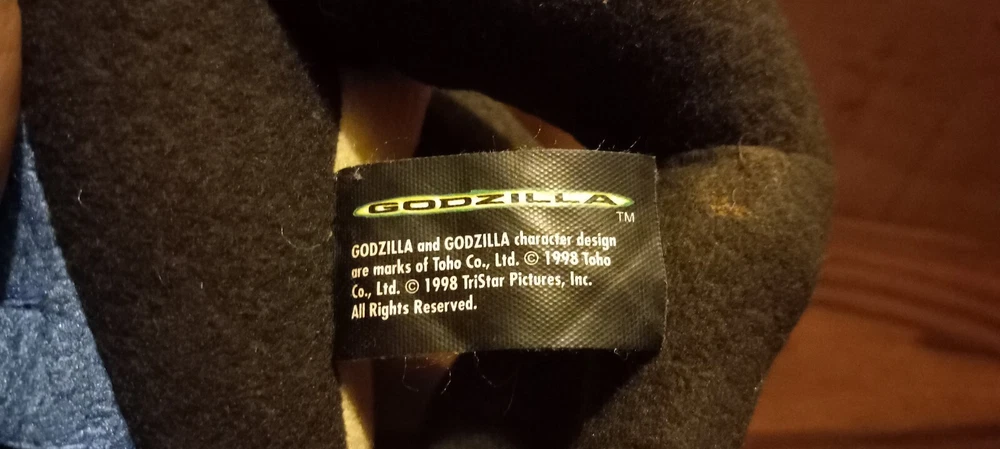 GODZILLA
TM
GODZILLA and GODZILLA character design
are marks of Toho Co., Ltd. © 1998 Toho
Co., Ltd. © 1998 TriStar Pictures, Inc.
All Rights Reserved.